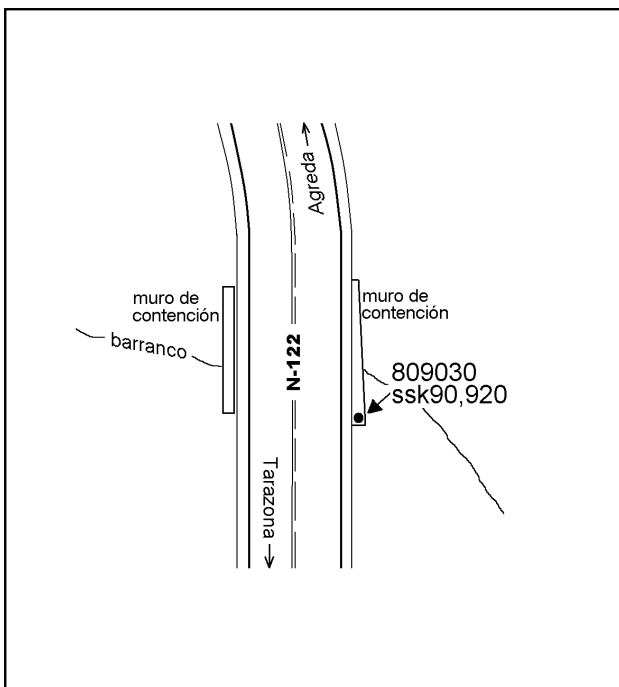 Agreda →
muro de
contención
muro de
contención
barranco
N-122
809030
ssk90,920
Tarazona →